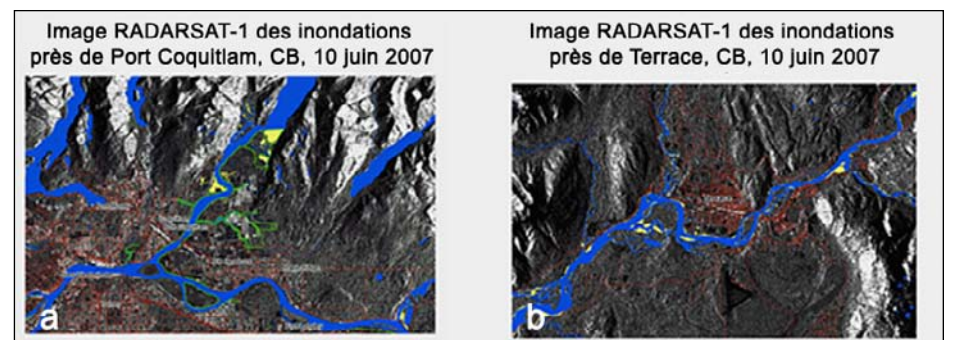 Image RADARSAT-1 des inondations
près de Port Coquitlam, CB, 10 juin 2007
Image RADARSAT-1 des inondations
près de Terrace, CB, 10 juin 2007
a
b